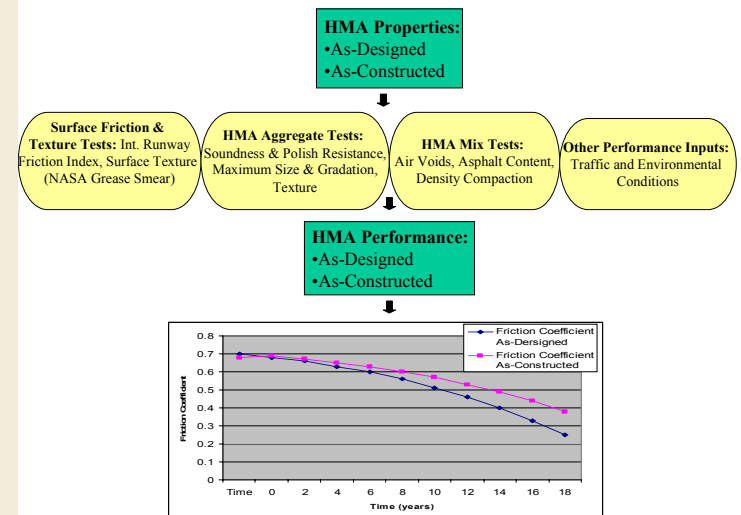 HMA Properties:
•As-Designed
•As-Constructed
Surface Friction &
Texture Tests: Int. Runway
Friction Index, Surface Texture
(NASA Grease Smear)
HMA Aggregate Tests:
Soundness & Polish Resistance,
Maximum Size & Gradation,
Texture
HMA Mix Tests:
Air Voids, Asphalt Content,
Density Compaction
Other Performance Inputs:
Traffic and Environmental
Conditions
HMA Performance:
•As-Designed
•As-Constructed
Friction Coefficient
As-Dersigned
Friction Coefficient
As-Constructed
Friction Coefficient
0.8
0.7
0.6
0.5
0.4
0.3
0.2
0.1
0
Time 0 2 4 6 8 10 12 14 16 18
Time (years)